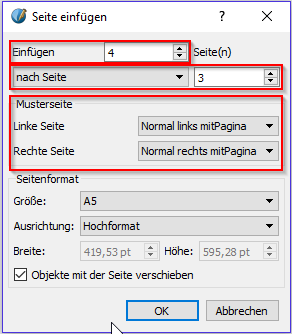 Seite einfügen
Einfügen 4 Seite(n)
nach Seite 3
Musterseite
Linke Seite Normal links mitPagina
Rechte Seite Normal rechts mitPagina
Seitenformat
Größe: A5
Ausrichtung: Hochformat
Breite: 419,53 pt Höhe: 595,28 pt
Objekte mit der Seite verschieben
OK Abbrechen